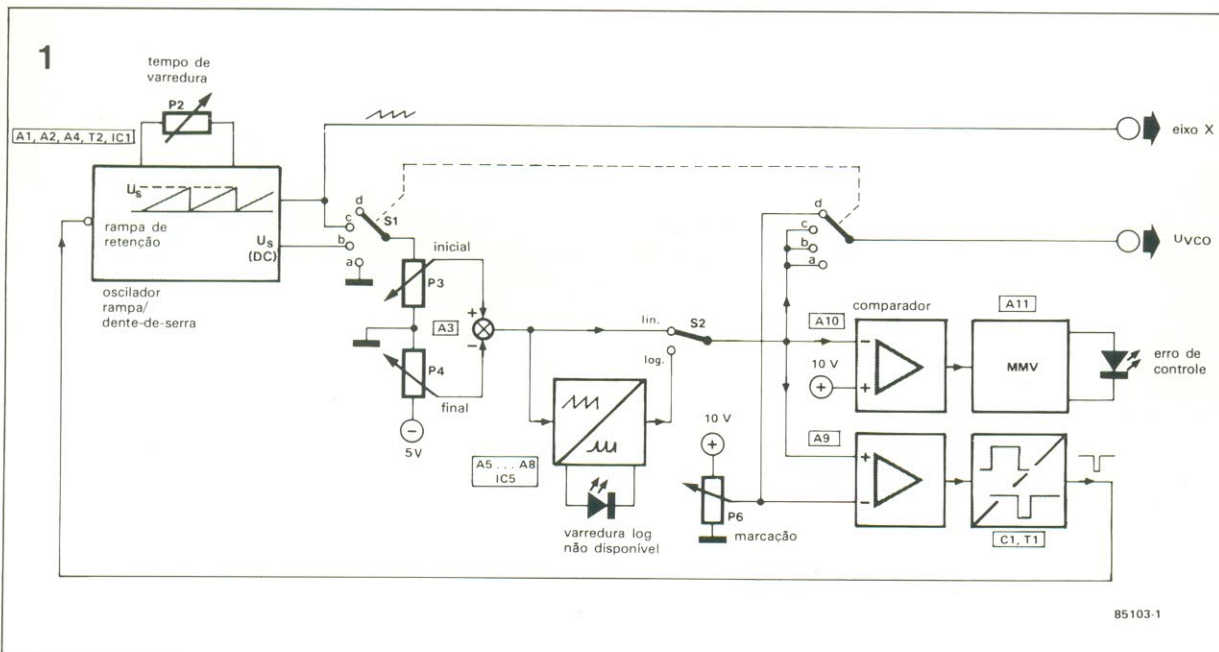 1
tempo de
varredura
P2
A1, A2, A4, T2, IC1
eixo X
Us
rampa de
retenção
Us
(DC)
oscilador
rampa/
dente-de-serra
d
c
b
a
S1
inicial
P3
+
A3
−
P4
final
−
5V
lin.
S2
log.
A5 . . . A8
IC5
varredura log
não disponível
10 V
+
P6
marcação
d
c
b
a
UVCO
comparador
A10
−
10 V
+
+
A11
MMV
erro de
controle
A9
+
−
C1, T1
85103-1